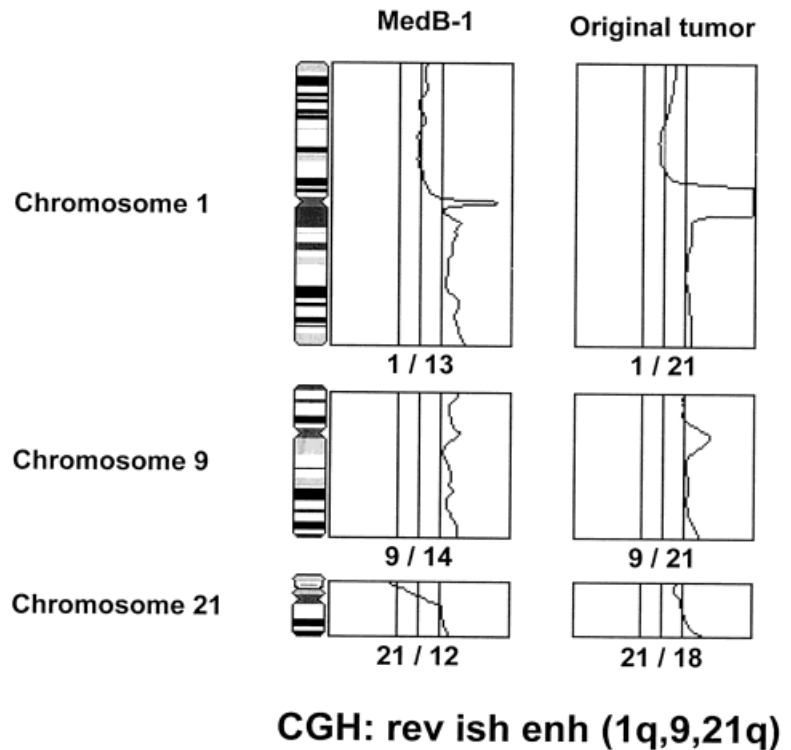 MedB-1 Original tumor
Chromosome 1
1 / 13 1 / 21
Chromosome 9
9 / 14 9 / 21
Chromosome 21
21 / 12 21 / 18
CGH: rev ish enh (1q,9,21q)